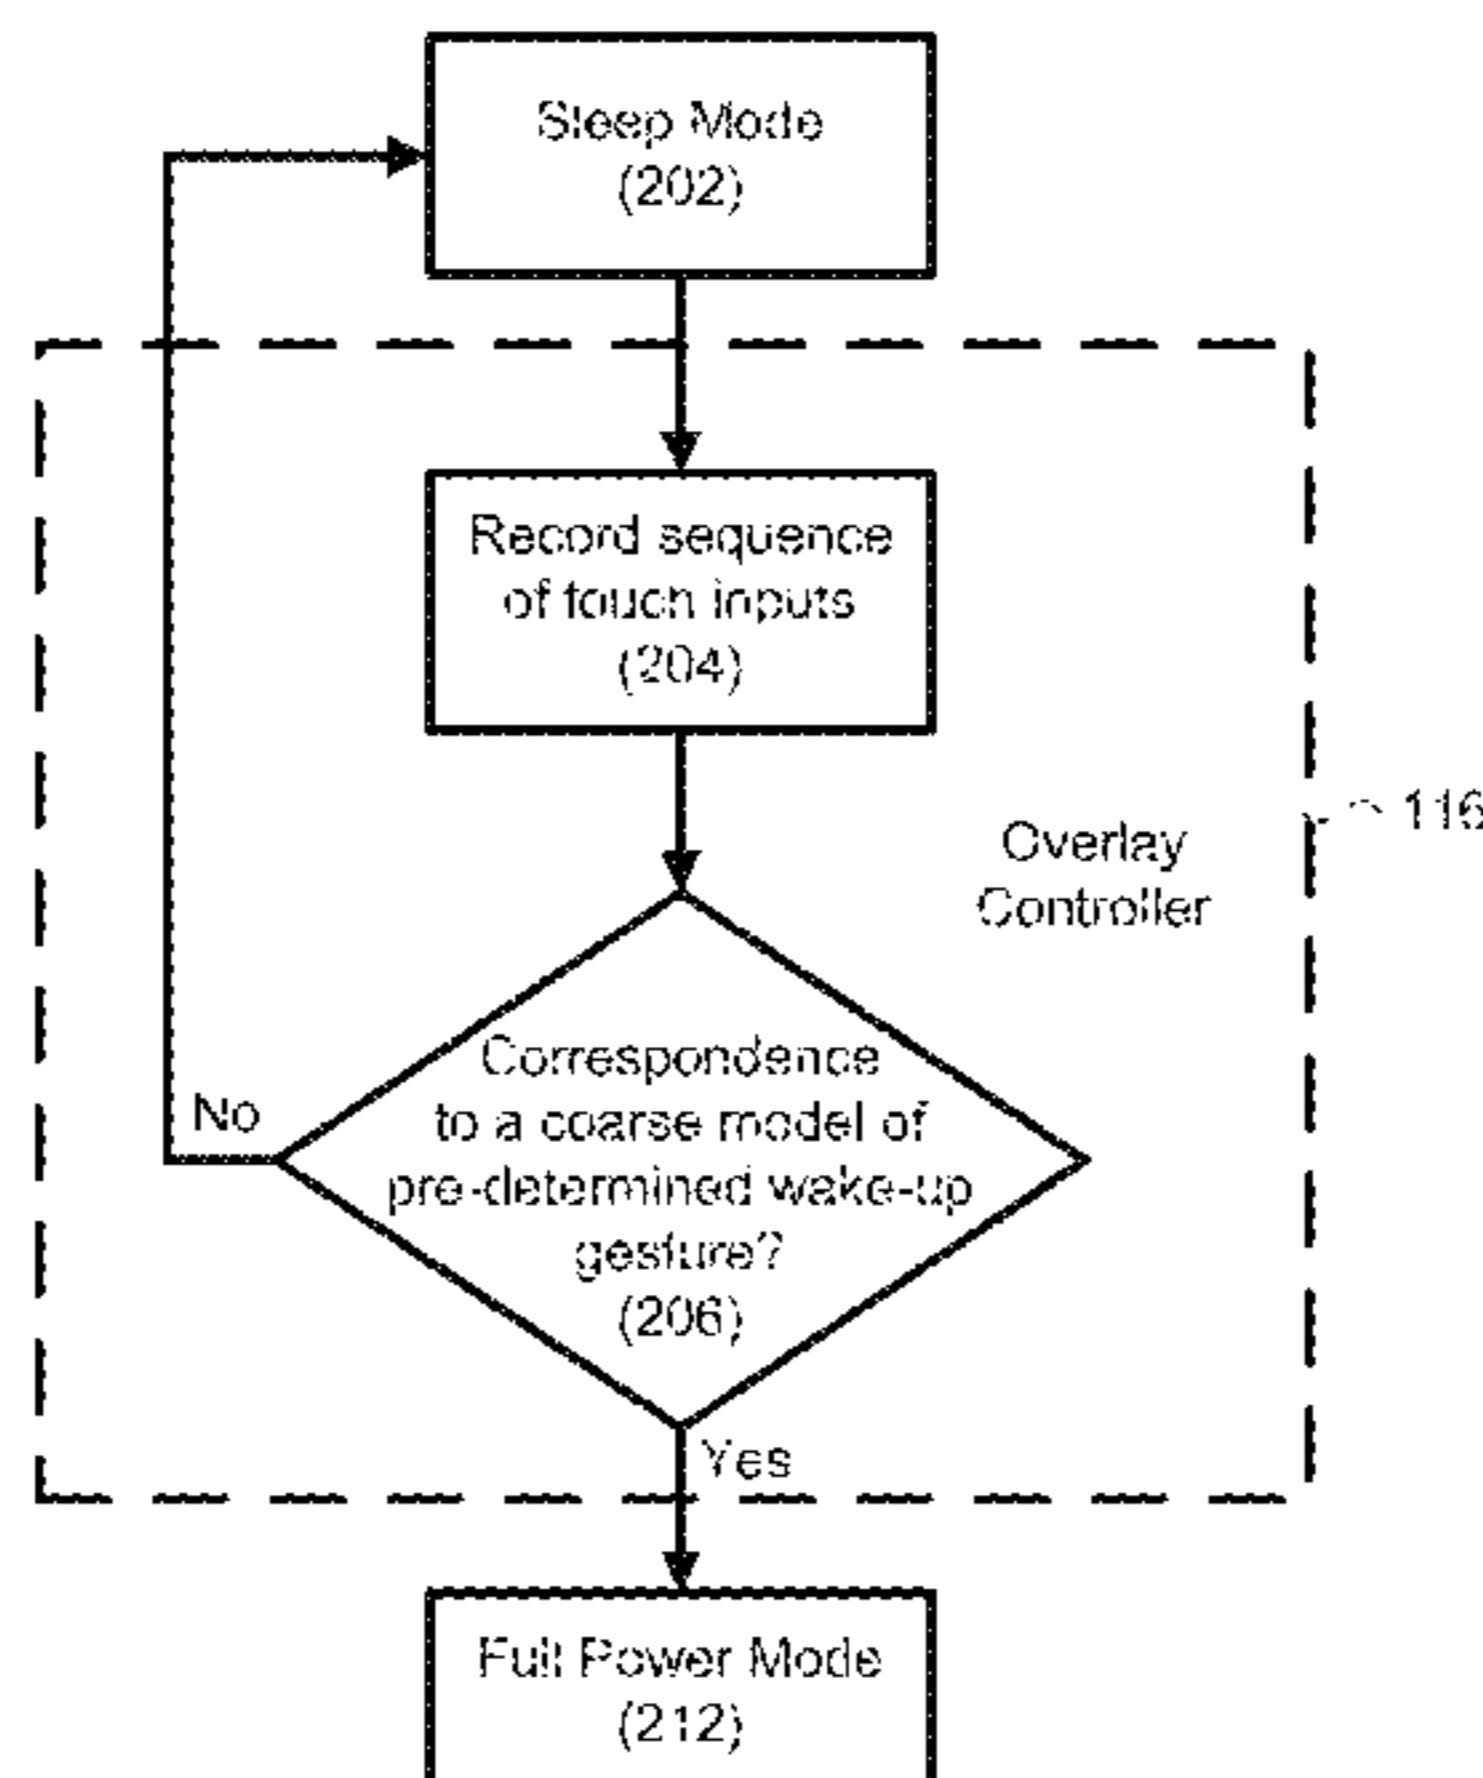 Sleep Mode
(202)
Record sequence
of touch inputs
(204)
Overlay
Controller
116
Correspondence
to a coarse model of
pre-determined wake-up
gesture?
(206)
No
Yes
Full Power Mode
(212)